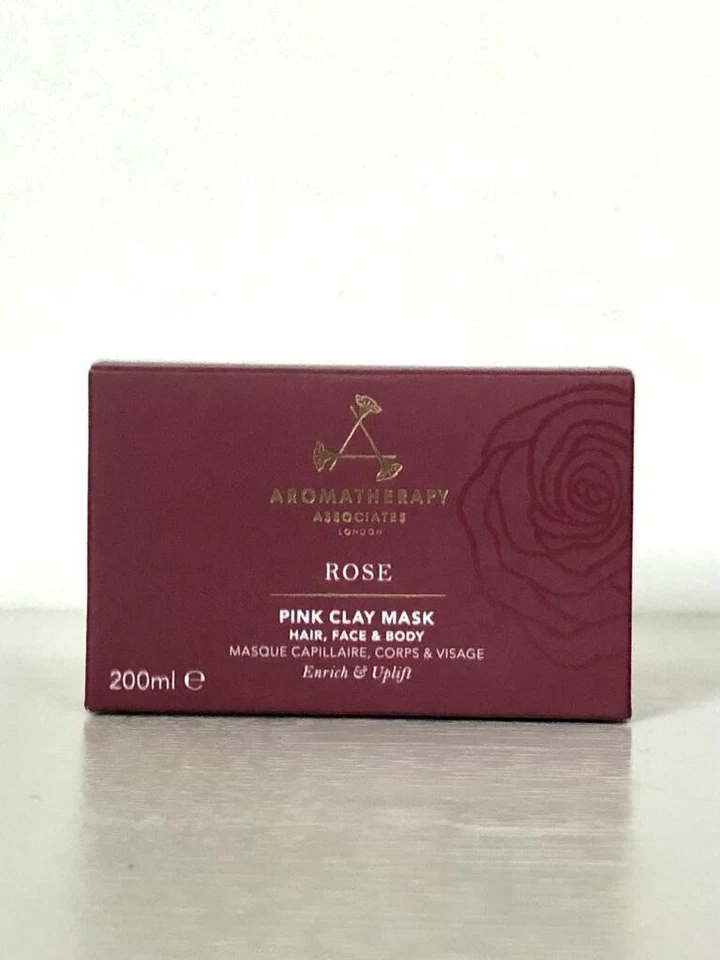 AROMATHERAPY
ASSOCIATES
LONDON
ROSE
PINK CLAY MASK
HAIR, FACE & BODY
MASQUE CAPILLAIRE, CORPS & VISAGE
Enrich & Uplift
200ml ℮